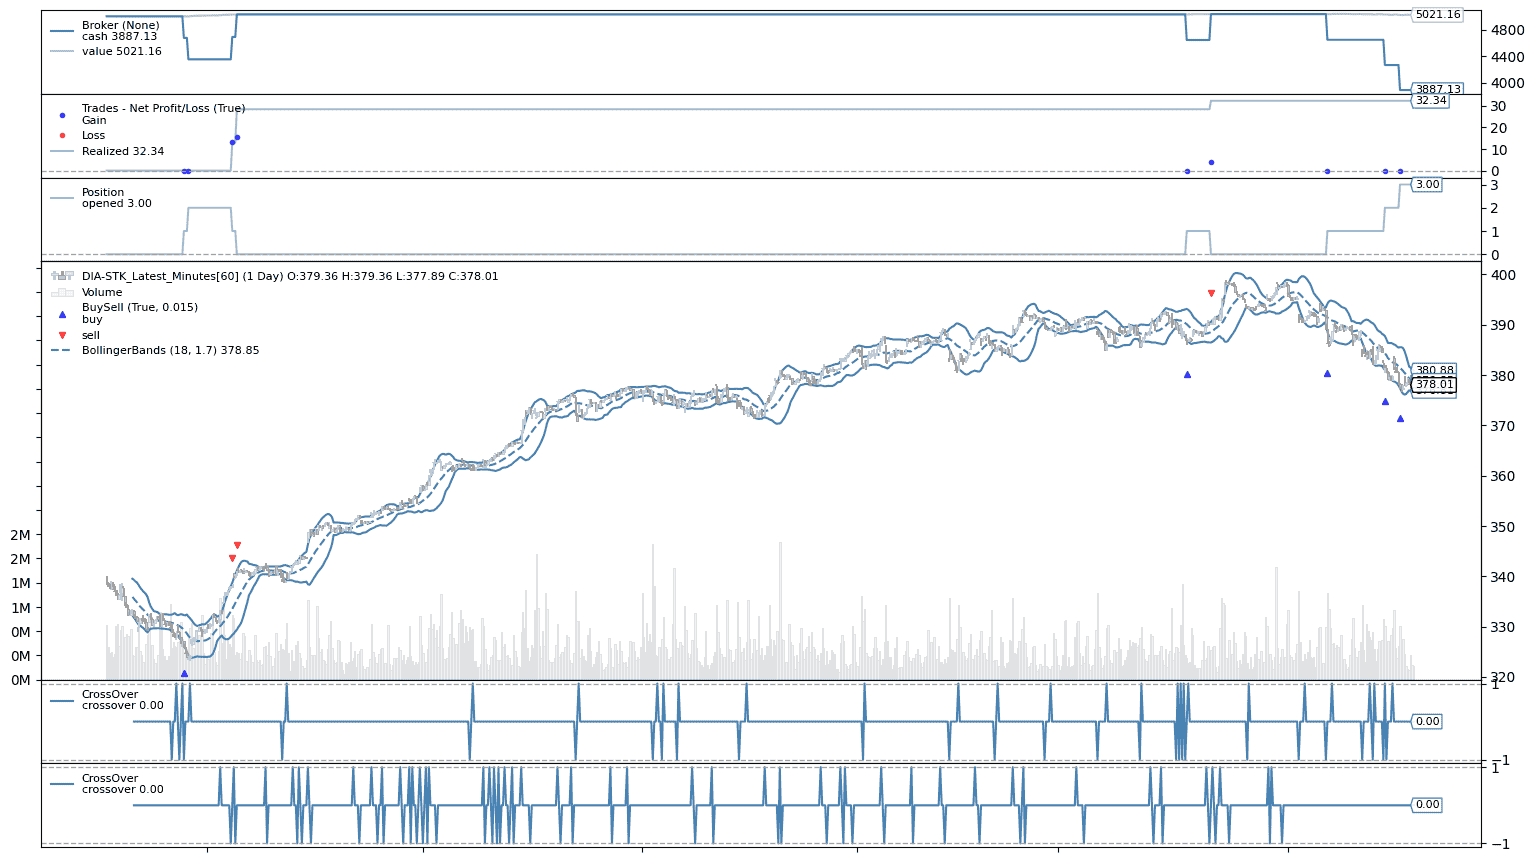 Broker (None)
cash 3887.13
value 5021.16
5021.16
4800
4400
4000
3887.13
Trades - Net Profit/Loss (True)
Gain
Loss
Realized 32.34
32.34
30
20
10
0
Position
opened 3.00
3.00
3
2
1
0
DIA-STK_Latest_Minutes[60] (1 Day) O:379.36 H:379.36 L:377.89 C:378.01
Volume
BuySell (True, 0.015)
buy
sell
BollingerBands (18, 1.7) 378.85
400
390
380
370
360
350
340
330
320
380.88
378.01
2M
2M
1M
1M
0M
0M
0M
CrossOver
crossover 0.00
1
0.00
−1
CrossOver
crossover 0.00
1
0.00
−1